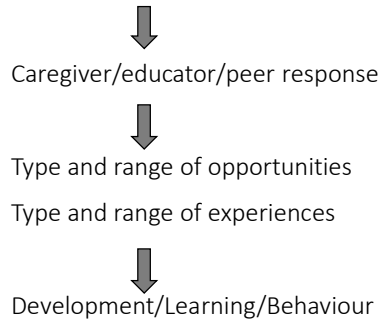 Caregiver/educator/peer response
Type and range of opportunities
Type and range of experiences
Development/Learning/Behaviour